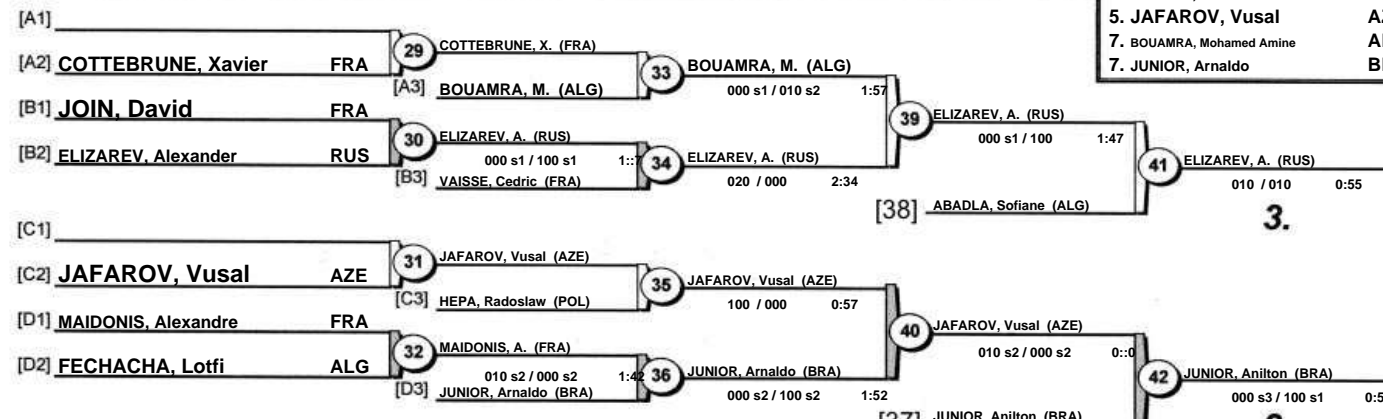 5. JAFAROV, Vusal
7. BOUAMRA, Mohamed Amine
7. JUNIOR, Arnaldo
[A1]
[A2] COTTEBRUNE, Xavier FRA
29
COTTEBRUNE, X. (FRA)
[A3] BOUAMRA, M. (ALG)
33
BOUAMRA, M. (ALG)
000 s1 / 010 s2 1:57
[B1] JOIN, David FRA
[B2] ELIZAREV, Alexander RUS
30
ELIZAREV, A. (RUS)
000 s1 / 100 s1
[B3] VAISSE, Cedric (FRA)
34
ELIZAREV, A. (RUS)
020 / 000 2:34
39
ELIZAREV, A. (RUS)
000 s1 / 100 1:47
[38] ABADLA, Sofiane (ALG)
41
ELIZAREV, A. (RUS)
010 / 010 0:55
3.
[C1]
[C2] JAFAROV, Vusal AZE
31
JAFAROV, Vusal (AZE)
[C3] HEPA, Radoslaw (POL)
35
JAFAROV, Vusal (AZE)
100 / 000 0:57
[D1] MAIDONIS, Alexandre FRA
[D2] FECHACHA, Lotfi ALG
32
MAIDONIS, A. (FRA)
010 s2 / 000 s2 1:42
[D3] JUNIOR, Arnaldo (BRA)
36
JUNIOR, Arnaldo (BRA)
000 s2 / 100 s2 1:52
40
JAFAROV, Vusal (AZE)
010 s2 / 000 s2
[37] JUNIOR, Anilton (BRA)
42
JUNIOR, Anilton (BRA)
000 s3 / 100 s1